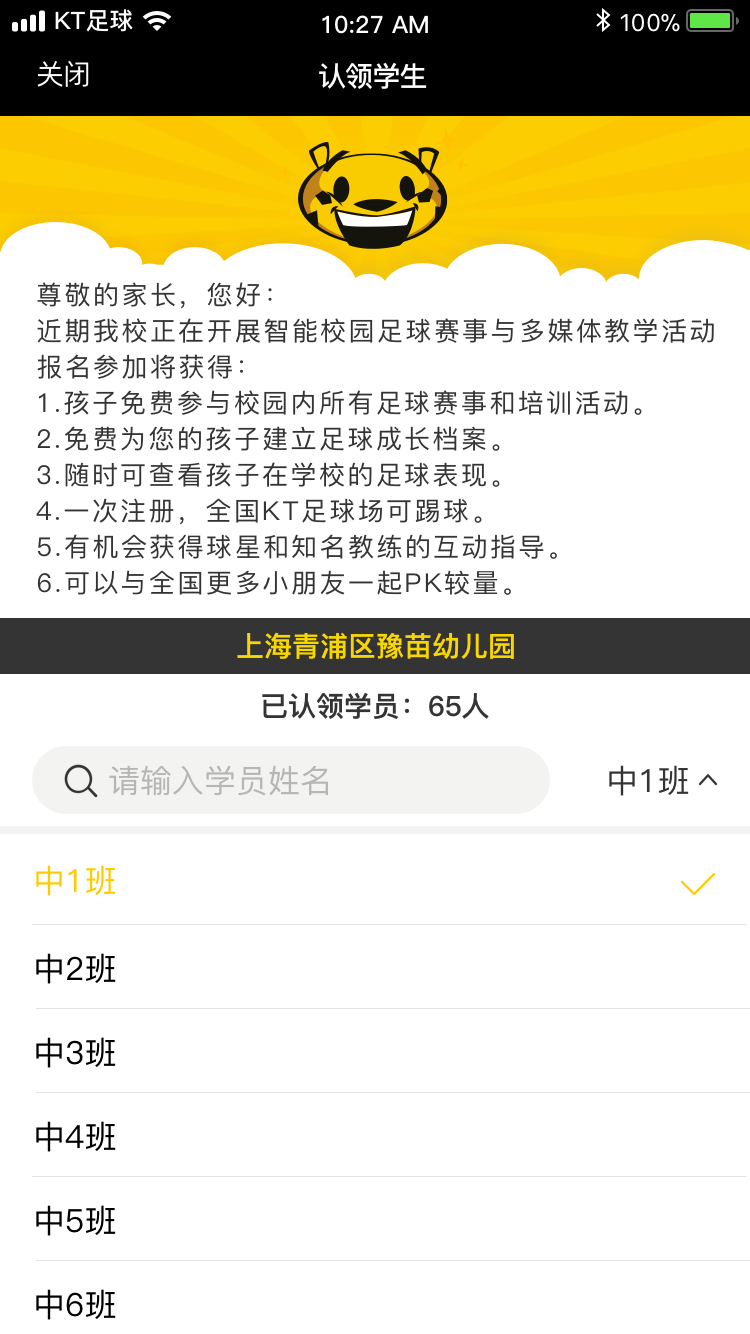 KT足球 10:27 AM 100%
关闭 认领学生
尊敬的家长，您好：
近期我校正在开展智能校园足球赛事与多媒体教学活动
报名参加将获得：
1.孩子免费参与校园内所有足球赛事和培训活动。
2.免费为您的孩子建立足球成长档案。
3.随时可查看孩子在学校的足球表现。
4.一次注册，全国KT足球场可踢球。
5.有机会获得球星和知名教练的互动指导。
6.可以与全国更多小朋友一起PK较量。
上海青浦区豫苗幼儿园
已认领学员：65人
请输入学员姓名 中1班
中1班
中2班
中3班
中4班
中5班
中6班